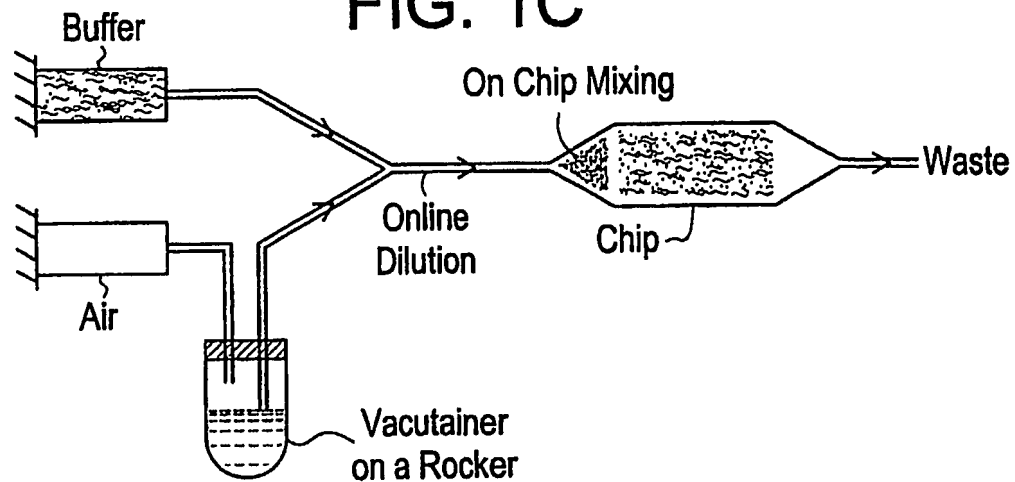 FIG. 1C
Buffer
On Chip Mixing
Waste
Online
Dilution
Chip
Air
Vacutainer
on a Rocker